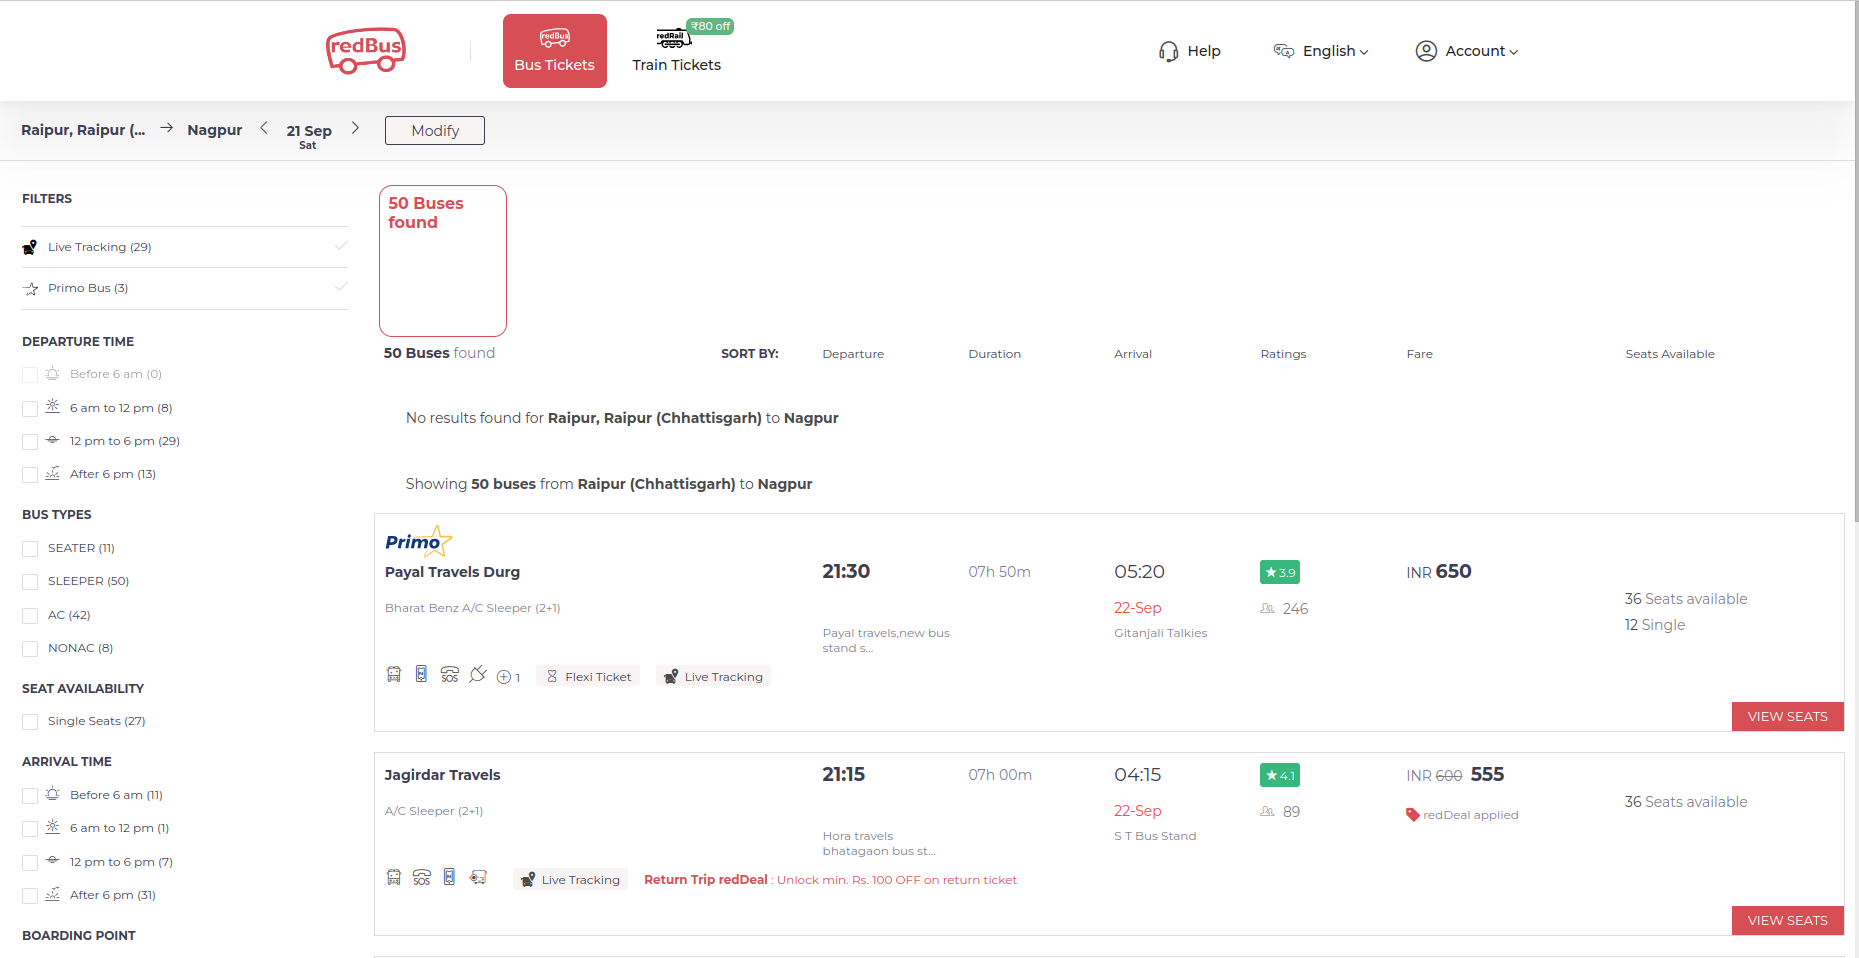 redBus
redBus
Bus Tickets
redRail
₹80 off
Train Tickets
Help
English
Account
Raipur, Raipur (... → Nagpur
21 Sep
Sat
Modify
FILTERS
Live Tracking (29)
Primo Bus (3)
DEPARTURE TIME
Before 6 am (0)
6 am to 12 pm (8)
12 pm to 6 pm (29)
After 6 pm (13)
BUS TYPES
SEATER (11)
SLEEPER (50)
AC (42)
NONAC (8)
SEAT AVAILABILITY
Single Seats (27)
ARRIVAL TIME
Before 6 am (11)
6 am to 12 pm (1)
12 pm to 6 pm (7)
After 6 pm (31)
BOARDING POINT
50 Buses
found
50 Buses found
SORT BY:
Departure
Duration
Arrival
Ratings
Fare
Seats Available
No results found for Raipur, Raipur (Chhattisgarh) to Nagpur
Showing 50 buses from Raipur (Chhattisgarh) to Nagpur
Primo
Payal Travels Durg
Bharat Benz A/C Sleeper (2+1)
21:30
Payal travels,new bus
stand s...
07h 50m
05:20
22-Sep
Gitanjali Talkies
3.9
246
INR 650
36 Seats available
12 Single
SOS
1
Flexi Ticket
Live Tracking
VIEW SEATS
Jagirdar Travels
A/C Sleeper (2+1)
21:15
Hora travels
bhatagaon bus st...
07h 00m
04:15
22-Sep
S T Bus Stand
4.1
89
INR 600 555
redDeal applied
36 Seats available
SOS
Live Tracking
Return Trip redDeal : Unlock min. Rs. 100 OFF on return ticket
VIEW SEATS